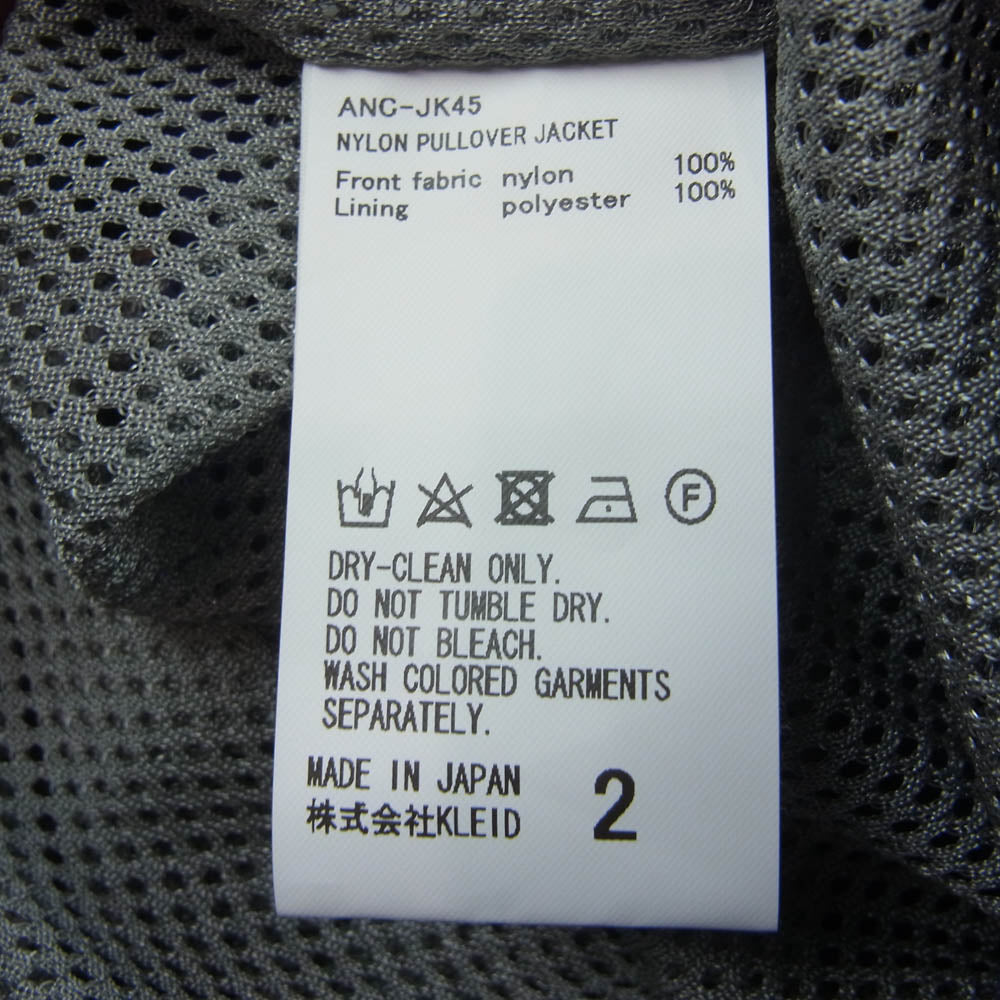 ANC-JK45
NYLON PULLOVER JACKET
Front fabric nylon 100%
Lining polyester 100%
F
DRY-CLEAN ONLY.
DO NOT TUMBLE DRY.
DO NOT BLEACH.
WASH COLORED GARMENTS
SEPARATELY.
MADE IN JAPAN
株式会社KLEID
2